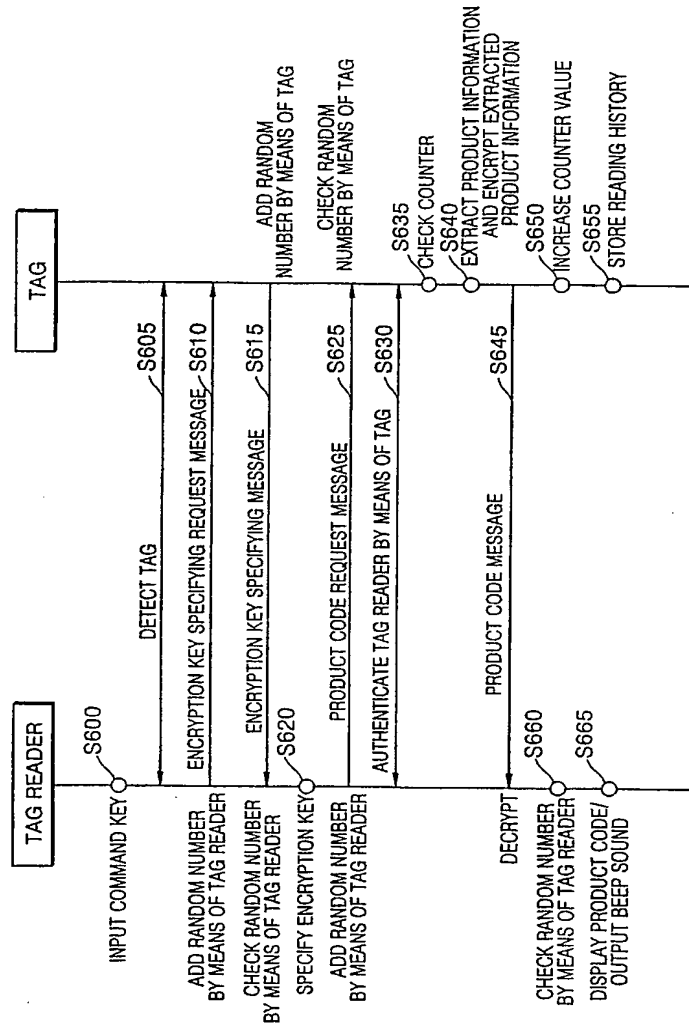 TAG READER
TAG
S600
INPUT COMMAND KEY
DETECT TAG
S605
ADD RANDOM NUMBER
BY MEANS OF TAG READER
ENCRYPTION KEY SPECIFYING REQUEST MESSAGE
S610
CHECK RANDOM NUMBER
BY MEANS OF TAG READER
ENCRYPTION KEY SPECIFYING MESSAGE
S615
ADD RANDOM
NUMBER BY MEANS OF TAG
S620
SPECIFY ENCRYPTION KEY
ADD RANDOM NUMBER
BY MEANS OF TAG READER
PRODUCT CODE REQUEST MESSAGE
S625
CHECK RANDOM
NUMBER BY MEANS OF TAG
AUTHENTICATE TAG READER BY MEANS OF TAG
S630
S635
CHECK COUNTER
S640
EXTRACT PRODUCT INFORMATION
AND ENCRYPT EXTRACTED
PRODUCT INFORMATION
DECRYPT
PRODUCT CODE MESSAGE
S645
S650
INCREASE COUNTER VALUE
S655
STORE READING HISTORY
S660
CHECK RANDOM NUMBER
BY MEANS OF TAG READER
S665
DISPLAY PRODUCT CODE/
OUTPUT BEEP SOUND